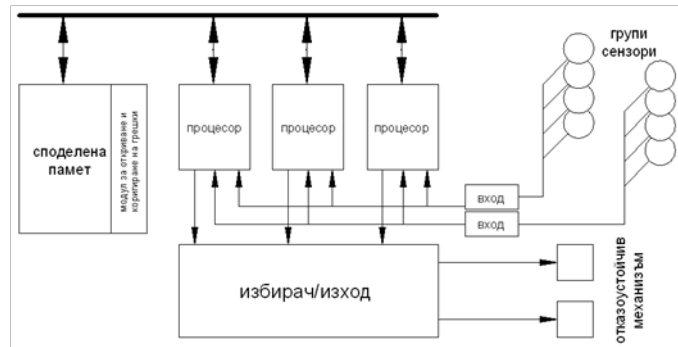 групи
сензори
споделена
памет
модул за откриване и
коригиране на грешки
процесор
процесор
процесор
вход
вход
избирач/изход
отказоустойчив
механизъм